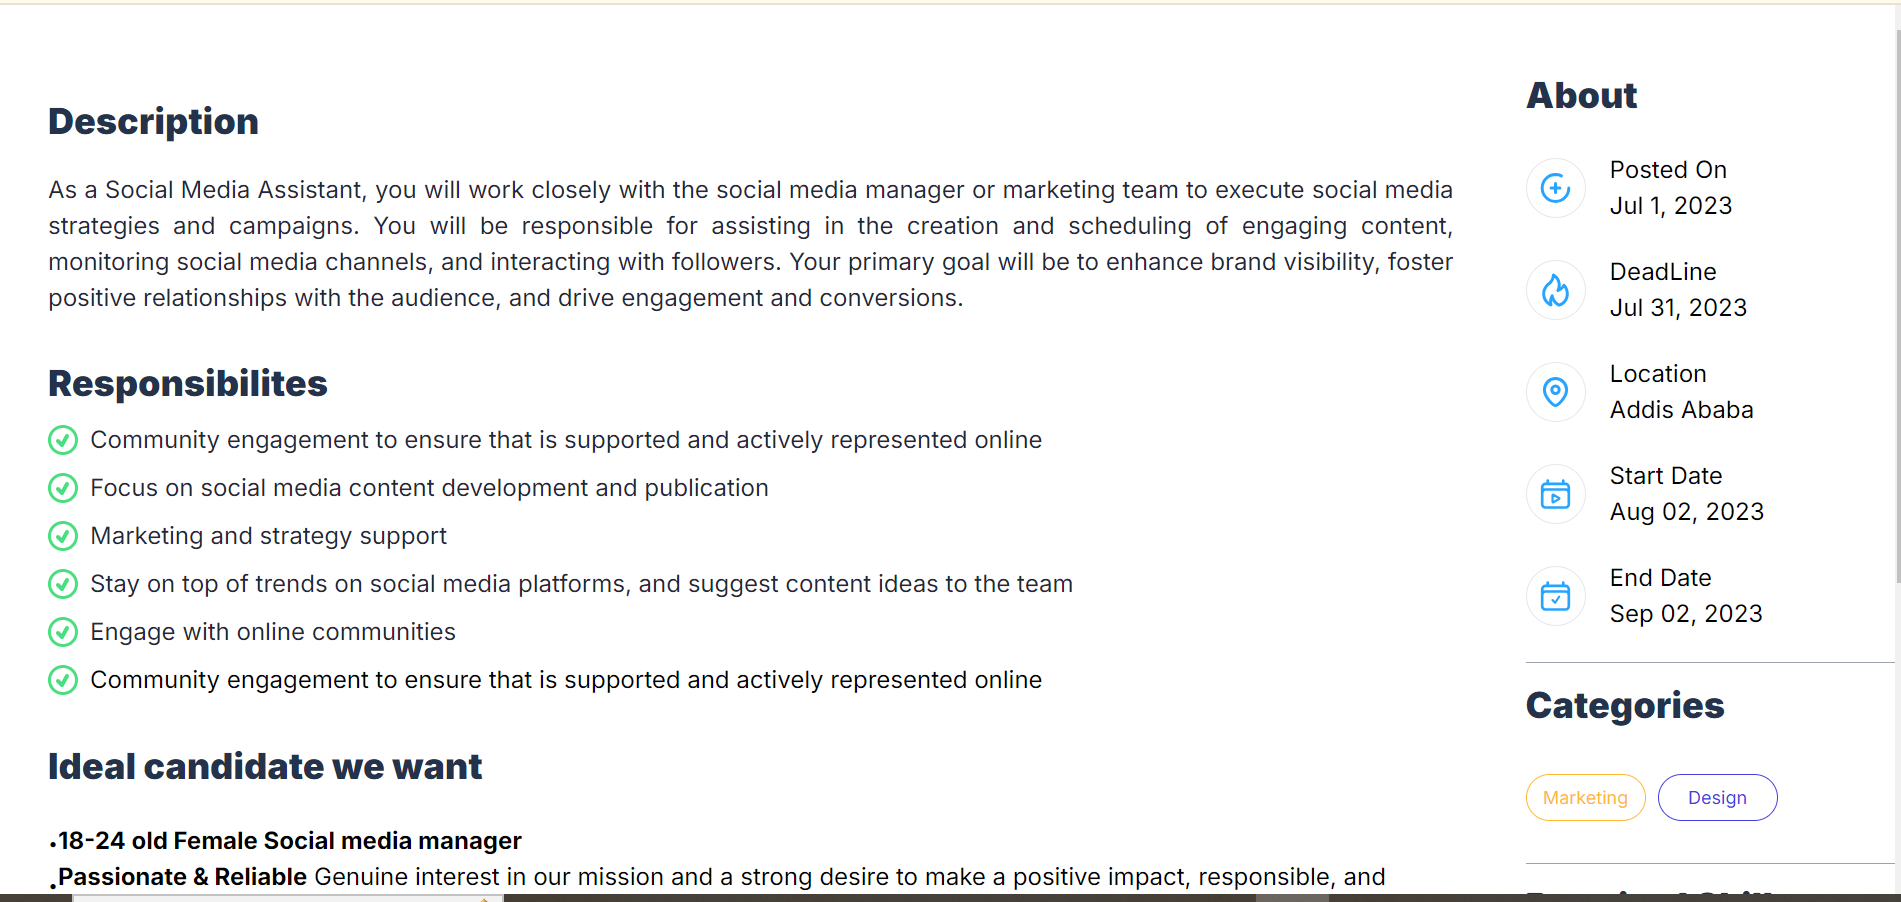 Description
As a Social Media Assistant, you will work closely with the social media manager or marketing team to execute social media
strategies and campaigns. You will be responsible for assisting in the creation and scheduling of engaging content,
monitoring social media channels, and interacting with followers. Your primary goal will be to enhance brand visibility, foster
positive relationships with the audience, and drive engagement and conversions.
Responsibilites
Community engagement to ensure that is supported and actively represented online
Focus on social media content development and publication
Marketing and strategy support
Stay on top of trends on social media platforms, and suggest content ideas to the team
Engage with online communities
Community engagement to ensure that is supported and actively represented online
Ideal candidate we want
.18-24 old Female Social media manager
.Passionate & Reliable Genuine interest in our mission and a strong desire to make a positive impact, responsible, and
About
Posted On
Jul 1, 2023
DeadLine
Jul 31, 2023
Location
Addis Ababa
Start Date
Aug 02, 2023
End Date
Sep 02, 2023
Categories
Marketing
Design